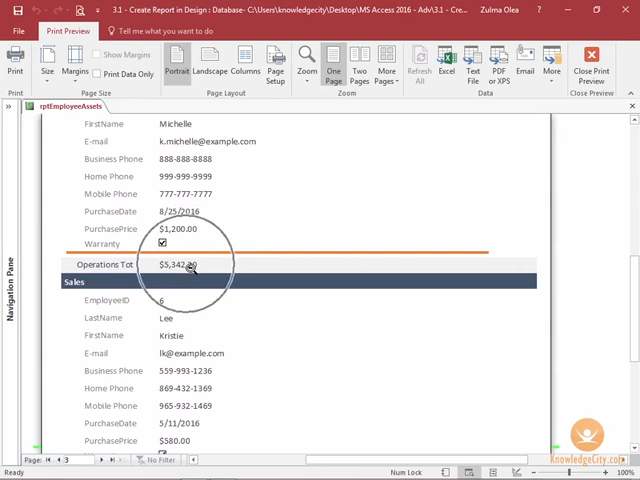 3.1 - Create Report in Design : Database- C:\Users\knowledgecity\Desktop\MS Access 2016 - Adv\3.1 - Cre...
Zulma Olea
File
Print Preview
Tell me what you want to do
Print
Size
Margins
Show Margins
Print Data Only
Portrait
Landscape
Columns
Page Setup
Zoom
One Page
Two Pages
More Pages
Refresh All
Excel
Text File
PDF or XPS
Email
More
Close Print Preview
Print
Page Size
Page Layout
Zoom
Data
Close Preview
rptEmployeeAssets
Navigation Pane
FirstName Michelle
E-mail k.michelle@example.com
Business Phone 888-888-8888
Home Phone 999-999-9999
Mobile Phone 777-777-7777
PurchaseDate 8/25/2016
PurchasePrice $1,200.00
Warranty
Operations Tot $5,342.20
Sales
EmployeeID 6
LastName Lee
FirstName Kristie
E-mail lk@example.com
Business Phone 559-993-1236
Home Phone 869-432-1369
Mobile Phone 965-932-1469
PurchaseDate 5/11/2016
PurchasePrice $580.00
KnowledgeCity.com
Page: 3
No Filter
Ready
Num Lock
100%